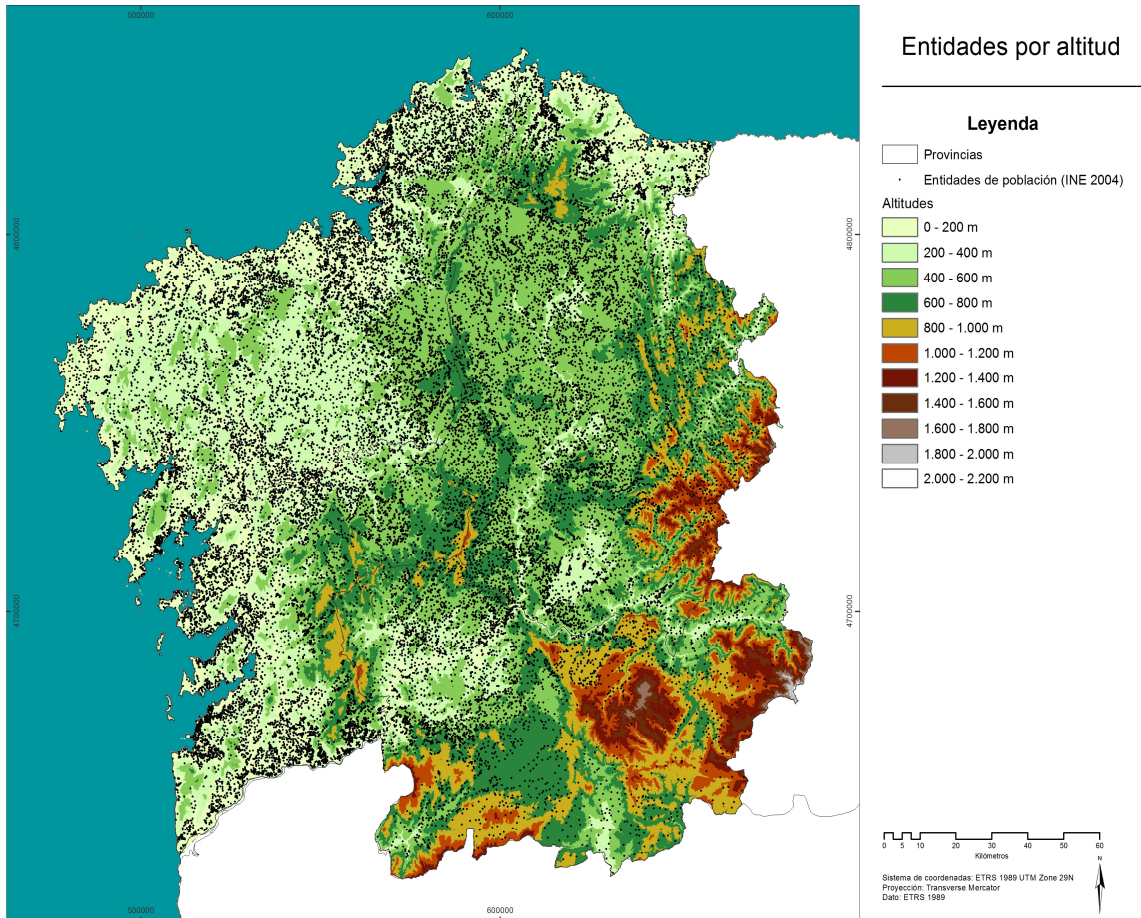 500000
600000
4800000
4800000
4700000
4700000
500000
600000
Entidades por altitud
Leyenda
Provincias
Entidades de población (INE 2004)
Altitudes
0 - 200 m
200 - 400 m
400 - 600 m
600 - 800 m
800 - 1.000 m
1.000 - 1.200 m
1.200 - 1.400 m
1.400 - 1.600 m
1.600 - 1.800 m
1.800 - 2.000 m
2.000 - 2.200 m
0 5 10 20 30 40 50 60
Kilómetros
N
Sistema de coordenadas: ETRS 1989 UTM Zone 29N
Proyección: Transverse Mercator
Dato: ETRS 1989